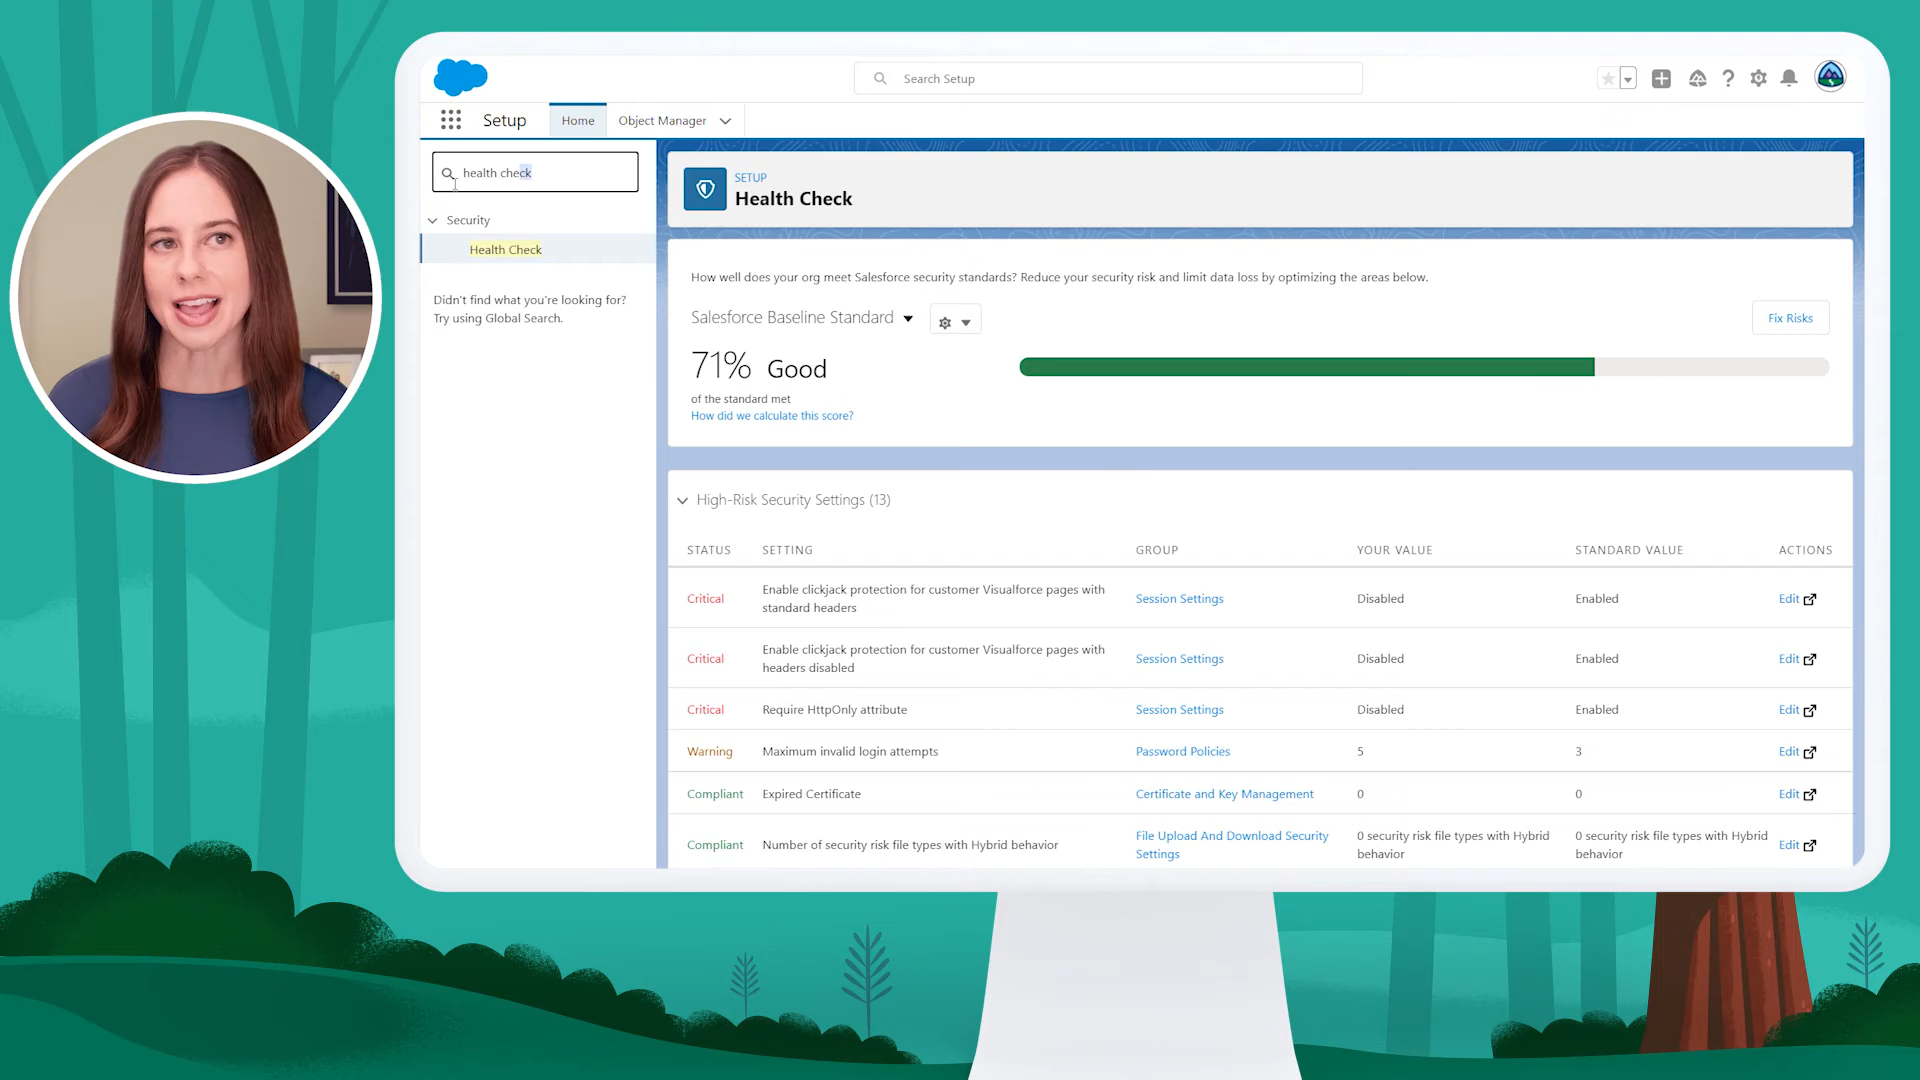 Search Setup
Setup
Home
Object Manager
health check
Security
Health Check
Didn't find what you're looking for?
Try using Global Search.
SETUP
Health Check
How well does your org meet Salesforce security standards? Reduce your security risk and limit data loss by optimizing the areas below.
Salesforce Baseline Standard
Fix Risks
71% Good
of the standard met
How did we calculate this score?
High-Risk Security Settings (13)
STATUS SETTING GROUP YOUR VALUE STANDARD VALUE ACTIONS
Critical Enable clickjack protection for customer Visualforce pages with
standard headers Session Settings Disabled Enabled Edit
Critical Enable clickjack protection for customer Visualforce pages with
headers disabled Session Settings Disabled Enabled Edit
Critical Require HttpOnly attribute Session Settings Disabled Enabled Edit
Warning Maximum invalid login attempts Password Policies 5 3 Edit
Compliant Expired Certificate Certificate and Key Management 0 0 Edit
Compliant Number of security risk file types with Hybrid behavior File Upload And Download Security
Settings 0 security risk file types with Hybrid
behavior 0 security risk file types with Hybrid
behavior Edit